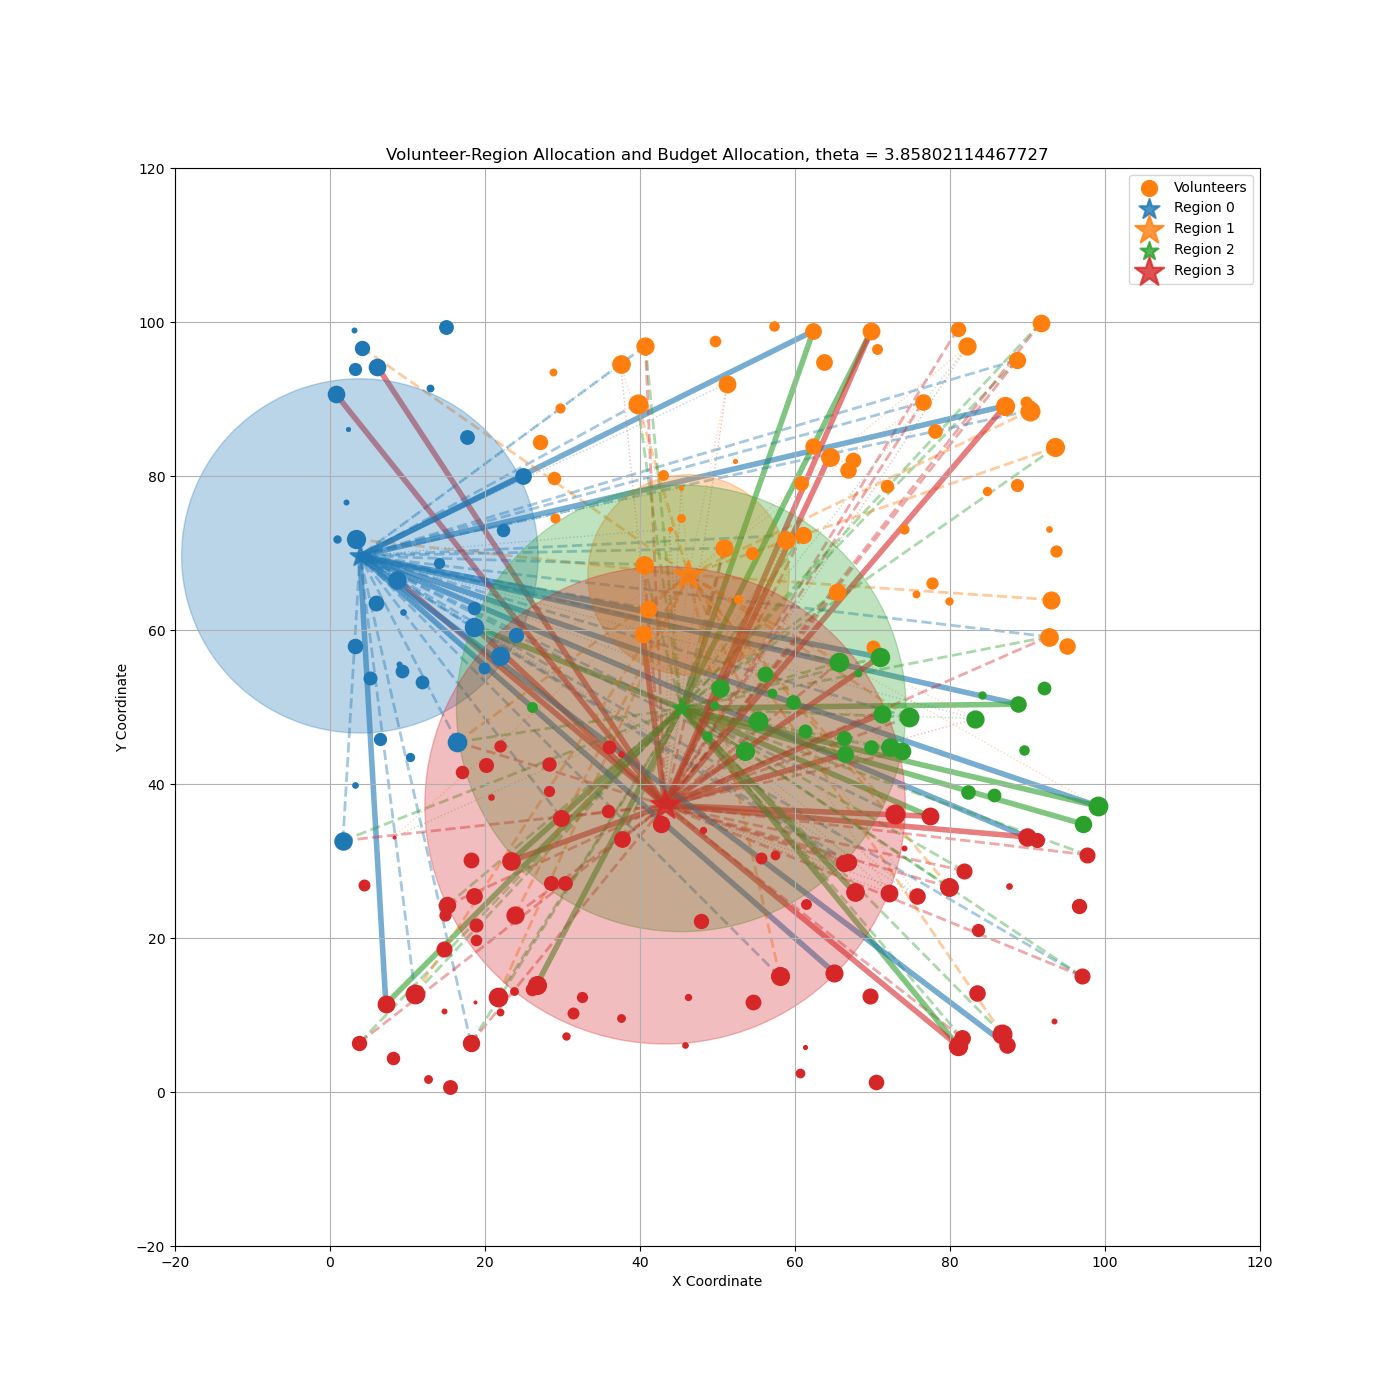 Volunteer-Region Allocation and Budget Allocation, theta = 3.85802114467727
120
100
80
60
40
20
0
−20
Y Coordinate
Volunteers
Region 0
Region 1
Region 2
Region 3
−20 0 20 40 60 80 100 120
X Coordinate